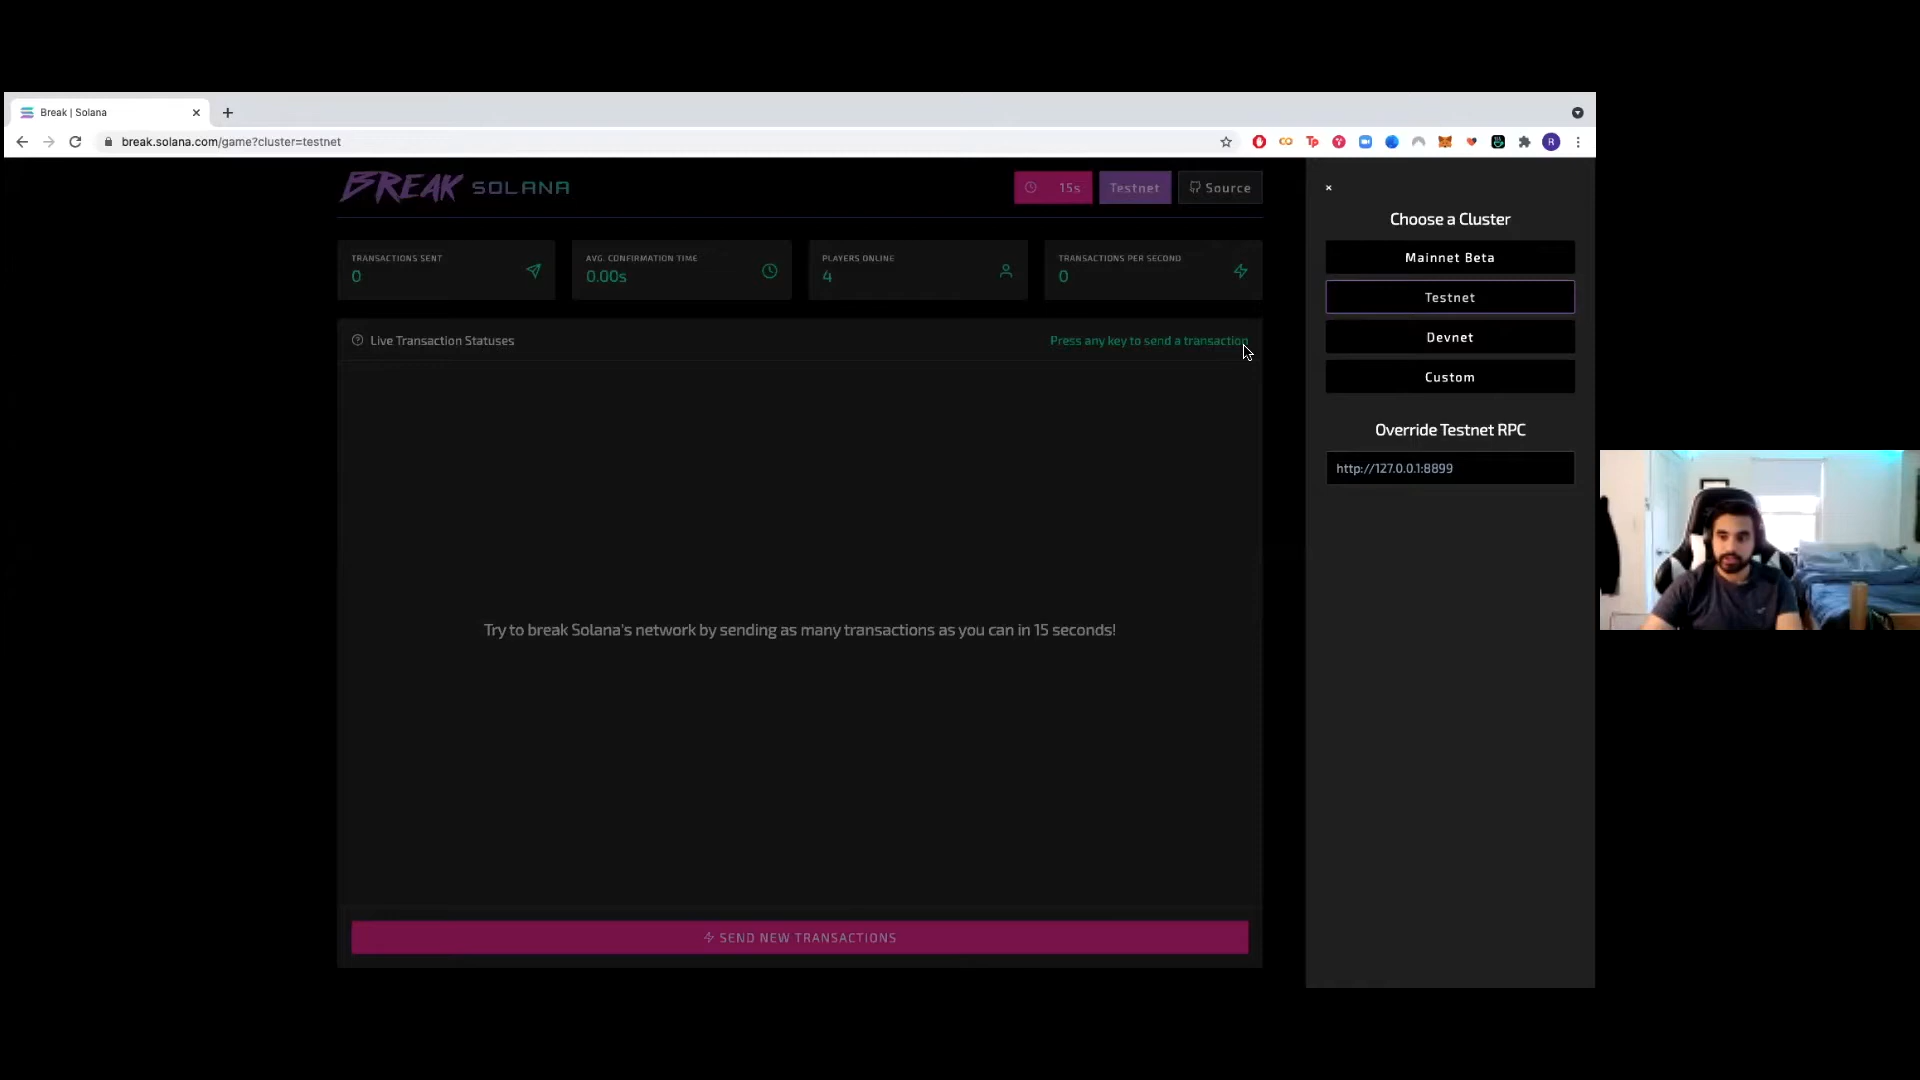 Break | Solana
break.solana.com/game?cluster=testnet
BREAK SOLANA
15s
Testnet
Source
TRANSACTIONS SENT
0
AVG. CONFIRMATION TIME
0.00s
PLAYERS ONLINE
4
TRANSACTIONS PER SECOND
0
Live Transaction Statuses
Press any key to send a transaction
Try to break Solana's network by sending as many transactions as you can in 15 seconds!
SEND NEW TRANSACTIONS
×
Choose a Cluster
Mainnet Beta
Testnet
Devnet
Custom
Override Testnet RPC
http://127.0.0.1:8899
Tp
R